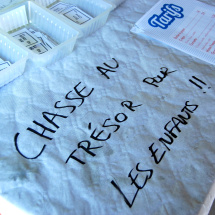 CHASSE AU
TRÉSOR POUR
LES ENFANTS !!